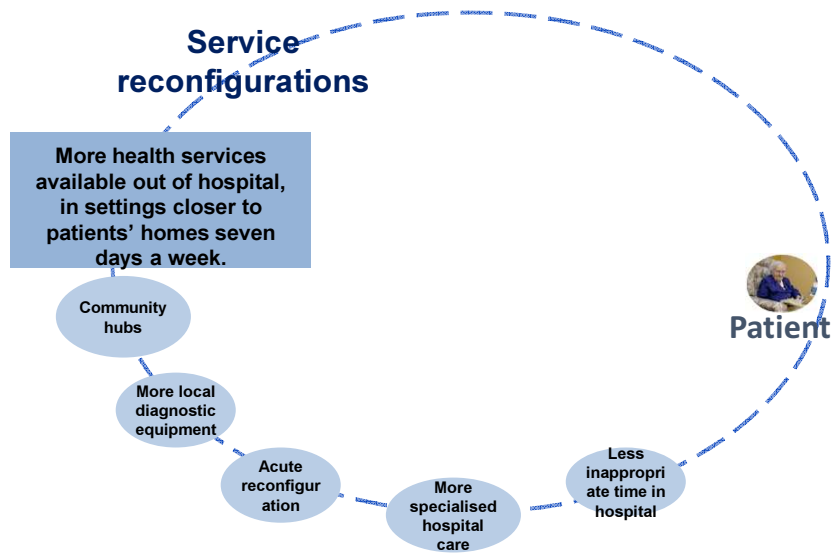 Service
reconfigurations
More health services
available out of hospital,
in settings closer to
patients’ homes seven
days a week.
Community
hubs
More local
diagnostic
equipment
Acute
reconfigur
ation
More
specialised
hospital
care
Less
inappropri
ate time in
hospital
Patient